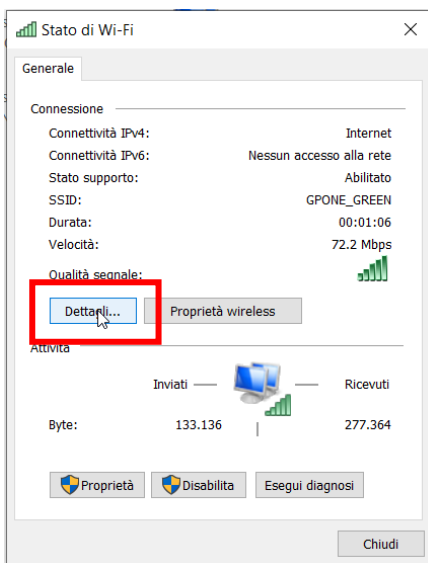 Stato di Wi-Fi
Generale
Connessione
Connettività IPv4: Internet
Connettività IPv6: Nessun accesso alla rete
Stato supporto: Abilitato
SSID: GPONE_GREEN
Durata: 00:01:06
Velocità: 72.2 Mbps
Qualità segnale:
Dettagli... Proprietà wireless
Attività
Inviati Ricevuti
Byte: 133.136 277.364
Proprietà Disabilita Esegui diagnosi
Chiudi